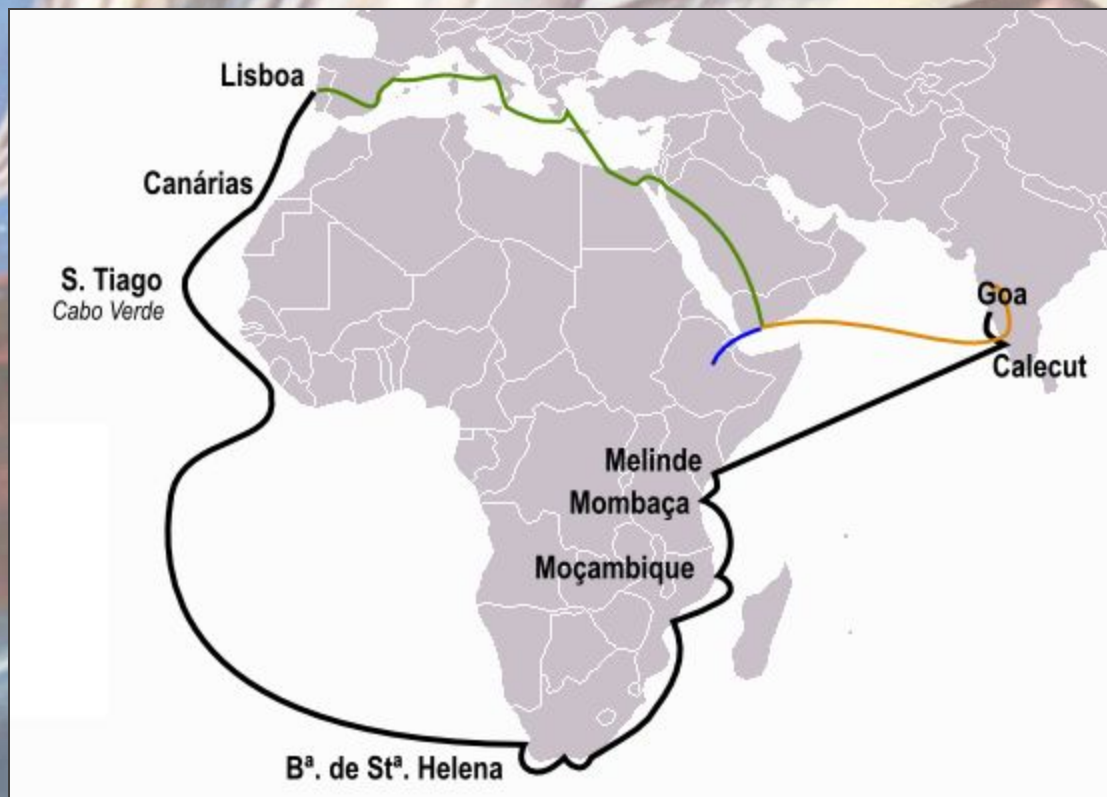 Lisboa
Canárias
S. Tiago
Cabo Verde
Goa
Calecut
Melinde
Mombaça
Moçambique
Bª. de Stª. Helena